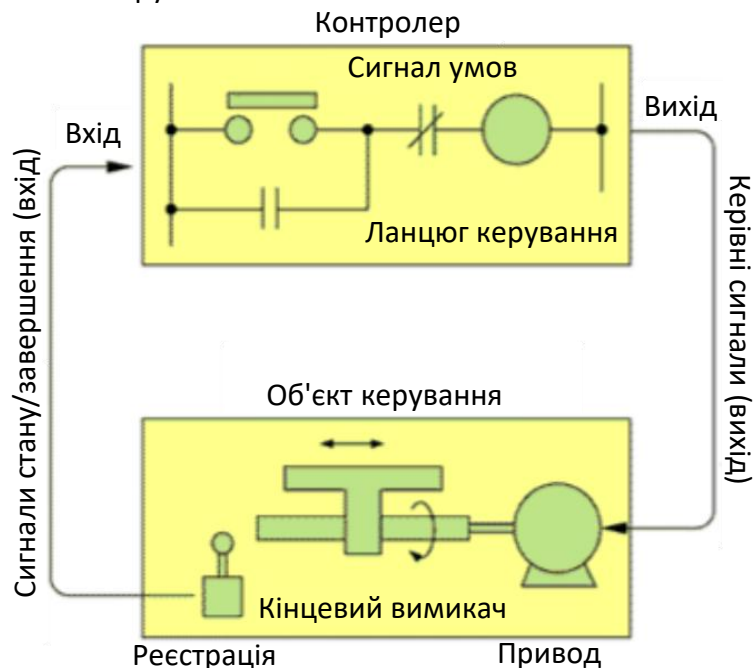 Контролер
Сигнал умов
Вхід
Вихід
Ланцюг керування
Сигнали стану/завершення (вхід)
Керівні сигнали (вихід)
Об'єкт керування
Кінцевий вимикач
Реєстрація
Привод